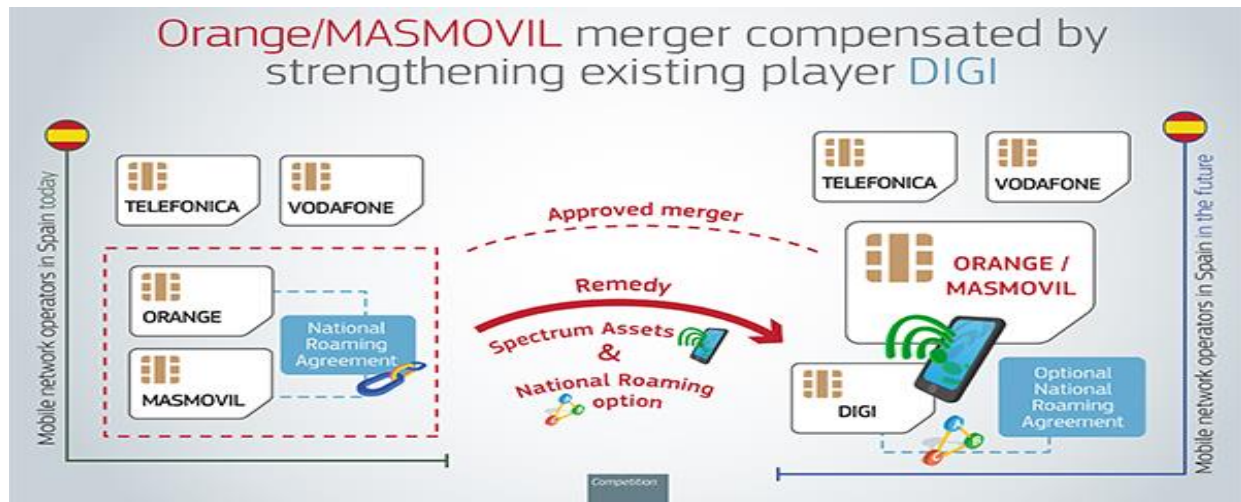 Orange/MASMOVIL merger compensated by
strengthening existing player DIGI
Mobile network operators in Spain today
TELEFONICA
VODAFONE
ORANGE
MASMOVIL
National
Roaming
Agreement
Approved merger
Remedy
Spectrum Assets
&
National Roaming
option
TELEFONICA
VODAFONE
ORANGE /
MASMOVIL
DIGI
Optional
National
Roaming
Agreement
Mobile network operators in Spain in the future
Competition